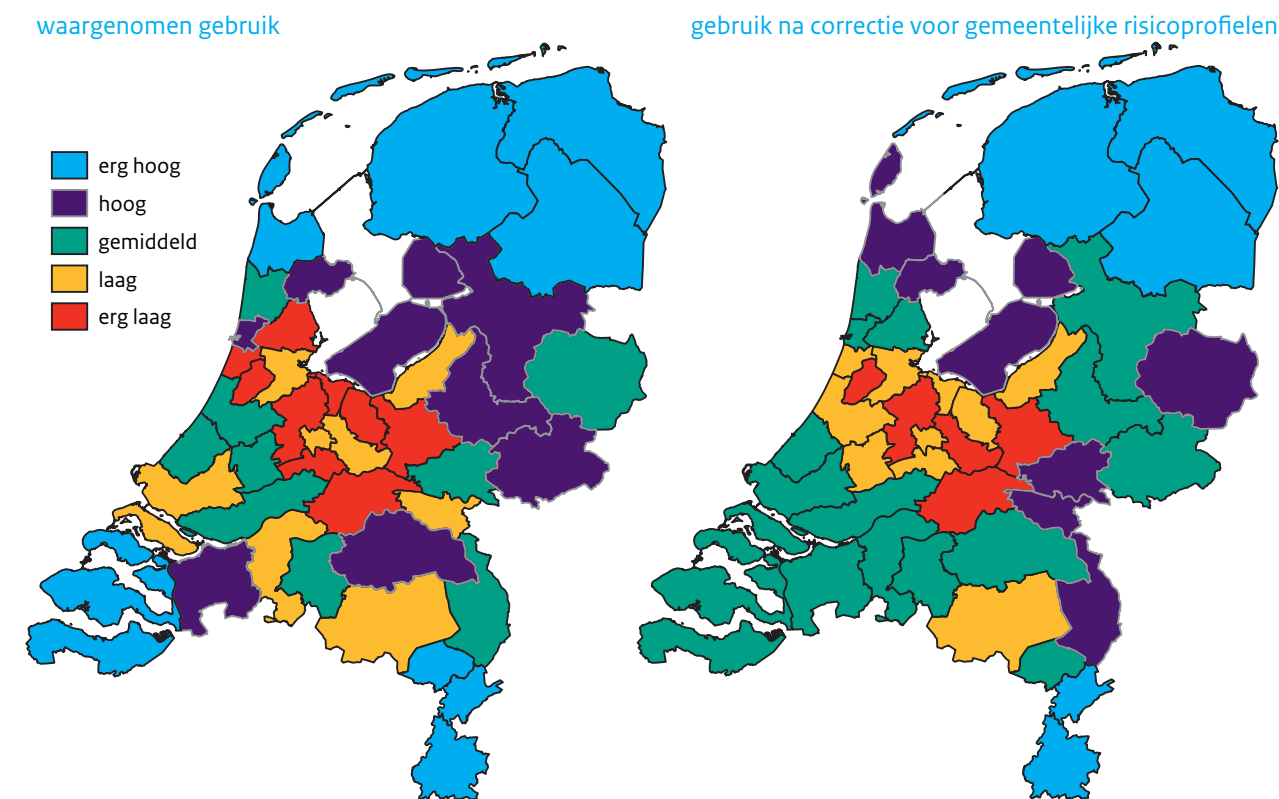 waargenomen gebruik
gebruik na correctie voor gemeentelijke risicoprofielen
erg hoog
hoog
gemiddeld
laag
erg laag